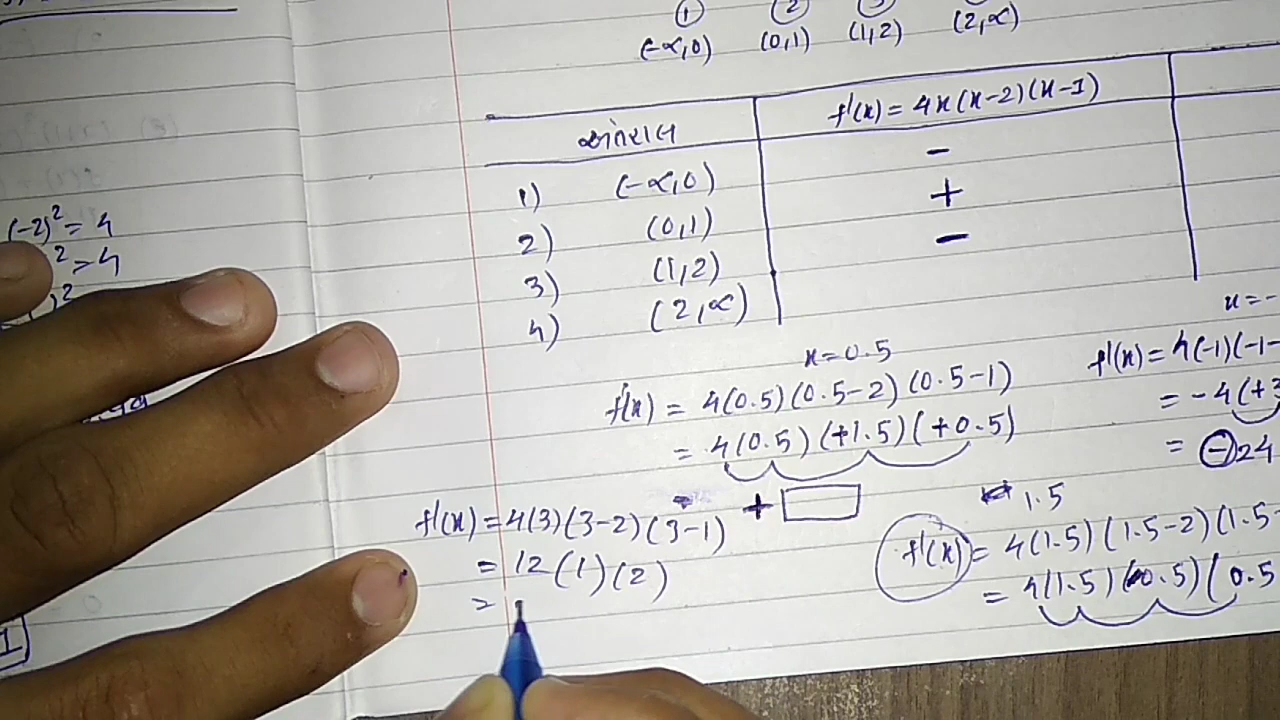 ① ②
(-∞,0) (0,1) (1,2) (2,∞)
અંતરાલ f'(x) = 4x(x-2)(x-1)
1) (-∞,0) -
2) (0,1) +
3) (1,2) -
4) (2,∞)
(-2)² = 4
x = 0.5
f'(x) = 4(0.5)(0.5-2)(0.5-1)
= 4(0.5)(+1.5)(+0.5)
+
f'(x) = 4(-1)(-1-
= -4(+3
= -24
f'(x) = 4(3)(3-2)(3-1)
= 12(1)(2)
=
1.5
f'(x) = 4(1.5)(1.5-2)(1.5-
= 4(1.5)(-0.5)(0.5